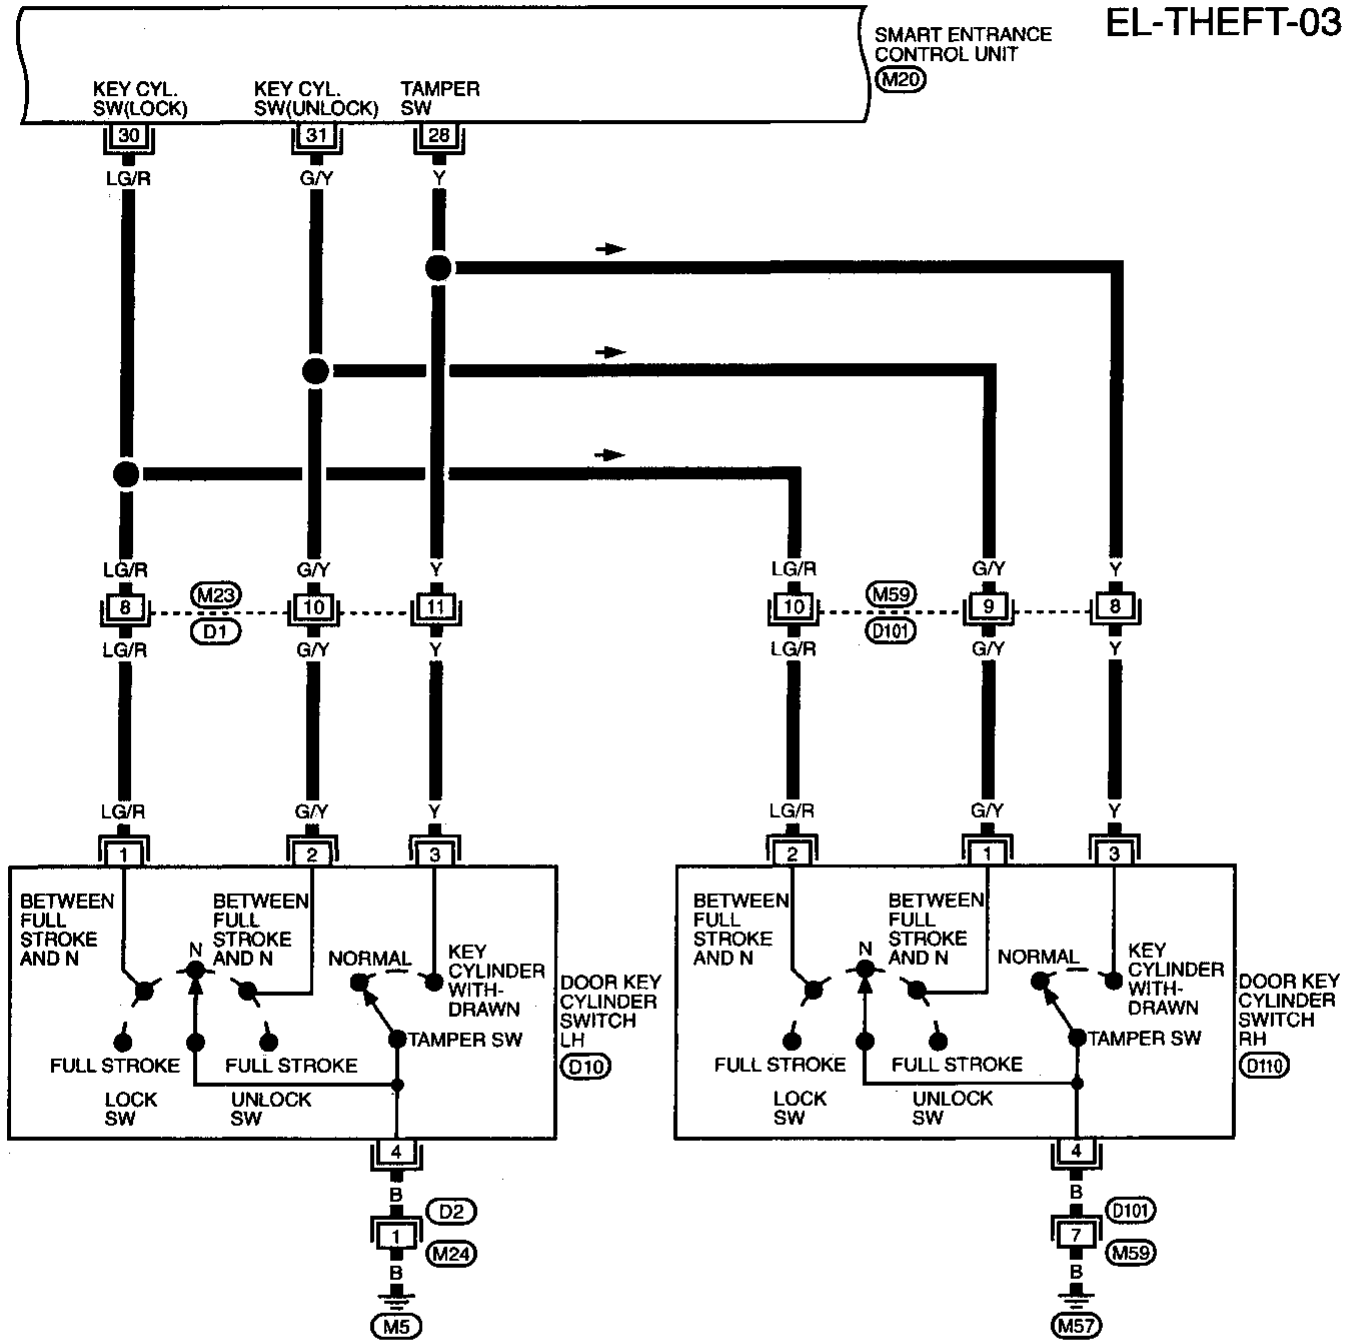 EL-THEFT-03
SMART ENTRANCE
CONTROL UNIT
M20
KEY CYL.
SW(LOCK)
KEY CYL.
SW(UNLOCK)
TAMPER
SW
30
31
28
LG/R
G/Y
Y
LG/R
G/Y
Y
LG/R
G/Y
Y
8
M23
D1
10
11
10
M59
D101
9
8
LG/R
G/Y
Y
LG/R
G/Y
Y
LG/R
G/Y
Y
LG/R
G/Y
Y
1
2
3
2
1
3
BETWEEN
FULL
STROKE
AND N
N
BETWEEN
FULL
STROKE
AND N
NORMAL
KEY
CYLINDER
WITH-
DRAWN
TAMPER SW
FULL STROKE
FULL STROKE
LOCK
SW
UNLOCK
SW
DOOR KEY
CYLINDER
SWITCH
LH
D10
BETWEEN
FULL
STROKE
AND N
N
BETWEEN
FULL
STROKE
AND N
NORMAL
KEY
CYLINDER
WITH-
DRAWN
TAMPER SW
FULL STROKE
FULL STROKE
LOCK
SW
UNLOCK
SW
DOOR KEY
CYLINDER
SWITCH
RH
D110
4
B
D2
1
M24
B
M5
4
B
D101
7
M59
B
M57